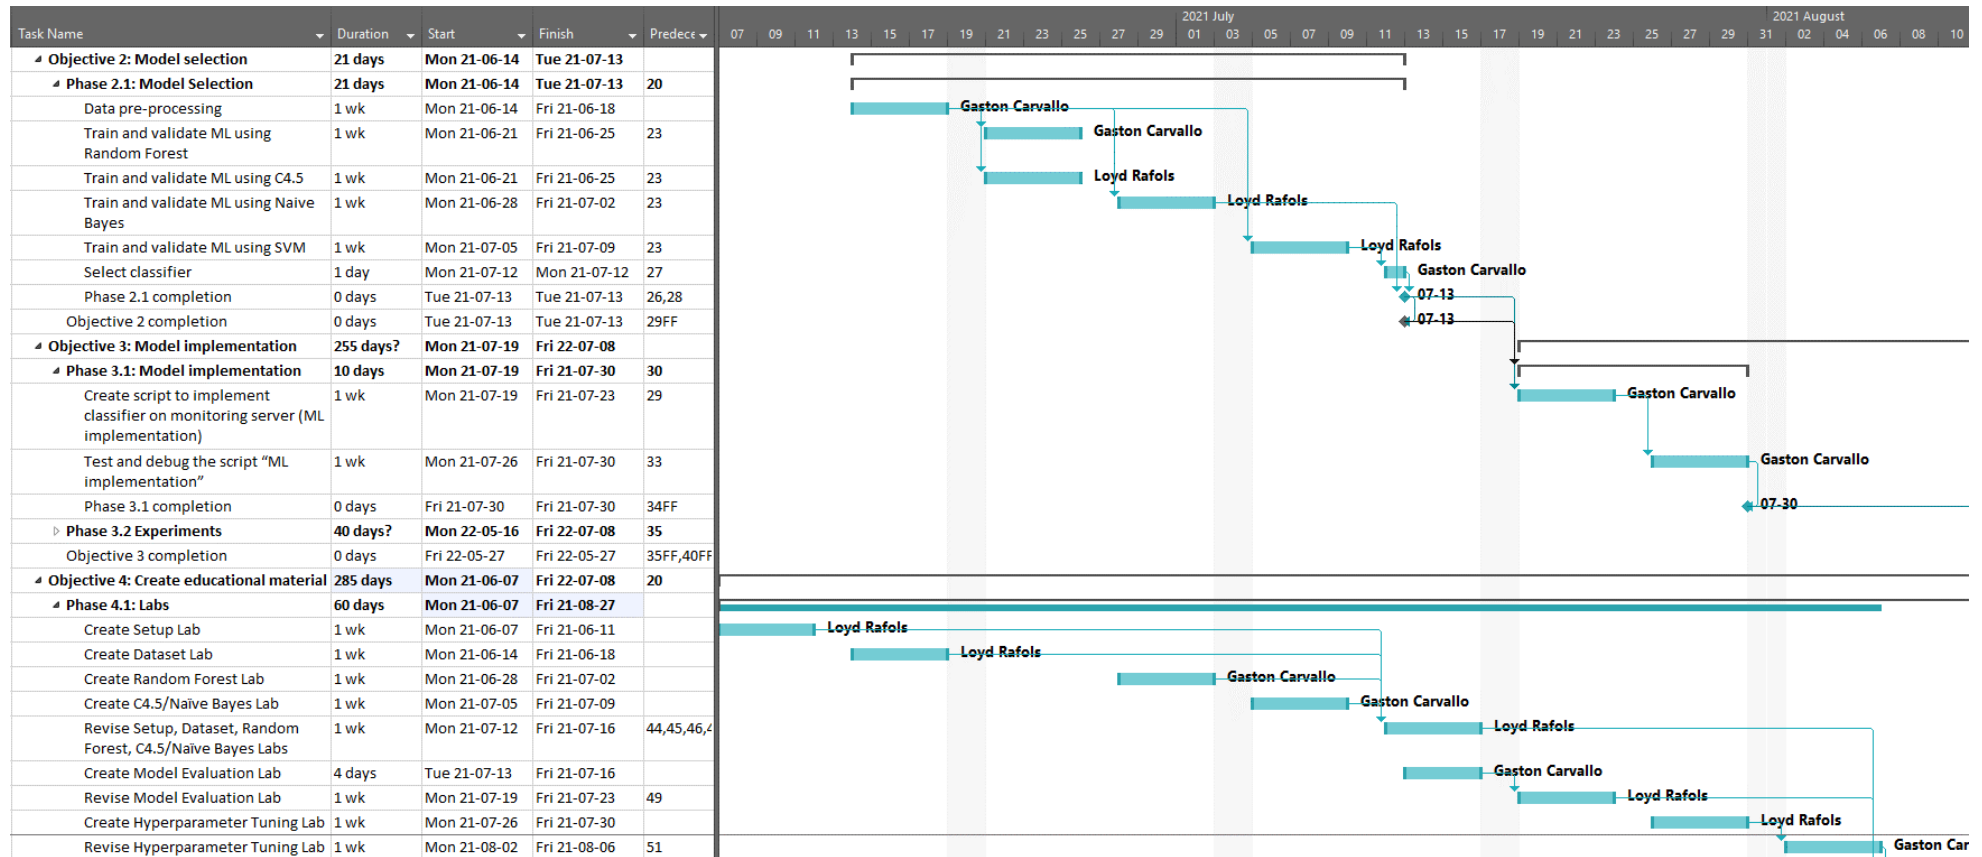 2021 July 2021 August
Task Name Duration Start Finish Predece 07 09 11 13 15 17 19 21 23 25 27 29 01 03 05 07 09 11 13 15 17 19 21 23 25 27 29 31 02 04 06 08 10
Objective 2: Model selection 21 days Mon 21-06-14 Tue 21-07-13
Phase 2.1: Model Selection 21 days Mon 21-06-14 Tue 21-07-13 20
Data pre-processing 1 wk Mon 21-06-14 Fri 21-06-18 Gaston Carvallo
Train and validate ML using 1 wk Mon 21-06-21 Fri 21-06-25 23 Gaston Carvallo
Random Forest
Train and validate ML using C4.5 1 wk Mon 21-06-21 Fri 21-06-25 23 Loyd Rafols
Train and validate ML using Naive 1 wk Mon 21-06-28 Fri 21-07-02 23 Loyd Rafols
Bayes
Train and validate ML using SVM 1 wk Mon 21-07-05 Fri 21-07-09 23 Loyd Rafols
Select classifier 1 day Mon 21-07-12 Mon 21-07-12 27 Gaston Carvallo
Phase 2.1 completion 0 days Tue 21-07-13 Tue 21-07-13 26,28 07-13
Objective 2 completion 0 days Tue 21-07-13 Tue 21-07-13 29FF 07-13
Objective 3: Model implementation 255 days? Mon 21-07-19 Fri 22-07-08
Phase 3.1: Model implementation 10 days Mon 21-07-19 Fri 21-07-30 30
Create script to implement 1 wk Mon 21-07-19 Fri 21-07-23 29 Gaston Carvallo
classifier on monitoring server (ML
implementation)
Test and debug the script “ML 1 wk Mon 21-07-26 Fri 21-07-30 33 Gaston Carvallo
implementation”
Phase 3.1 completion 0 days Fri 21-07-30 Fri 21-07-30 34FF 07-30
Phase 3.2 Experiments 40 days? Mon 22-05-16 Fri 22-07-08 35
Objective 3 completion 0 days Fri 22-05-27 Fri 22-05-27 35FF,40FF
Objective 4: Create educational material 285 days Mon 21-06-07 Fri 22-07-08 20
Phase 4.1: Labs 60 days Mon 21-06-07 Fri 21-08-27
Create Setup Lab 1 wk Mon 21-06-07 Fri 21-06-11 Loyd Rafols
Create Dataset Lab 1 wk Mon 21-06-14 Fri 21-06-18 Loyd Rafols
Create Random Forest Lab 1 wk Mon 21-06-28 Fri 21-07-02 Gaston Carvallo
Create C4.5/Naïve Bayes Lab 1 wk Mon 21-07-05 Fri 21-07-09 Gaston Carvallo
Revise Setup, Dataset, Random 1 wk Mon 21-07-12 Fri 21-07-16 44,45,46,4 Loyd Rafols
Forest, C4.5/Naïve Bayes Labs
Create Model Evaluation Lab 4 days Tue 21-07-13 Fri 21-07-16 Gaston Carvallo
Revise Model Evaluation Lab 1 wk Mon 21-07-19 Fri 21-07-23 49 Loyd Rafols
Create Hyperparameter Tuning Lab 1 wk Mon 21-07-26 Fri 21-07-30 Loyd Rafols
Revise Hyperparameter Tuning Lab 1 wk Mon 21-08-02 Fri 21-08-06 51 Gaston Car